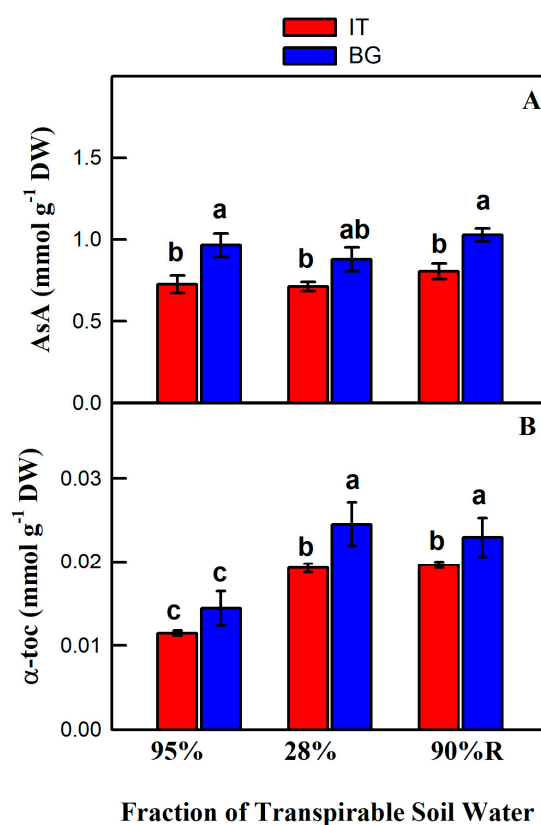 IT
BG
A
1.5
1.0
0.5
0.0
AsA (mmol g⁻¹ DW)
b a b ab b a
B
0.03
0.02
0.01
0.00
α-toc (mmol g⁻¹ DW)
c c b a b a
95% 28% 90%R
Fraction of Transpirable Soil Water